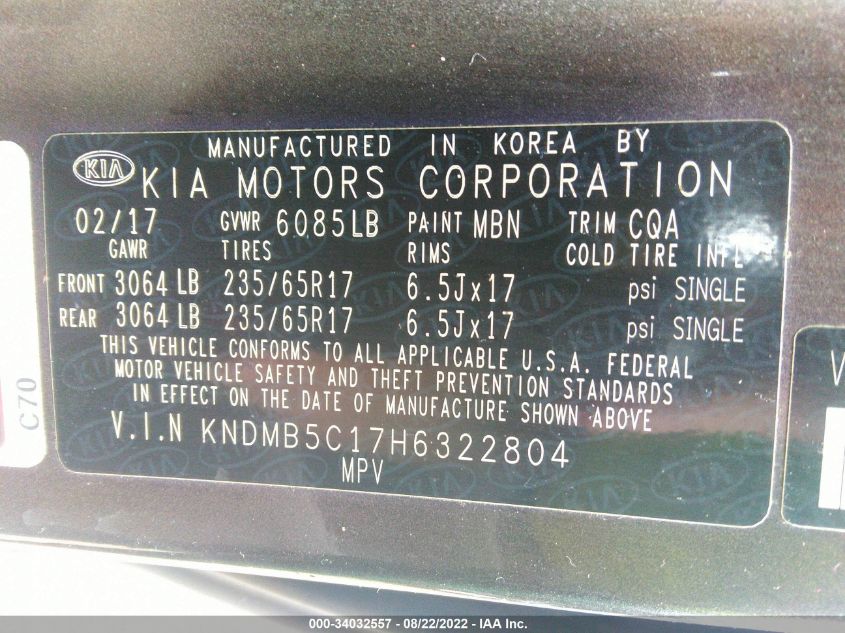 MANUFACTURED IN KOREA BY
KIA KIA MOTORS CORPORATION
02/17 GVWR 6085LB PAINT MBN TRIM CQA
GAWR TIRES RIMS COLD TIRE INFL
FRONT 3064 LB 235/65R17 6.5Jx17 psi SINGLE
REAR 3064 LB 235/65R17 6.5Jx17 psi SINGLE
THIS VEHICLE CONFORMS TO ALL APPLICABLE U.S.A. FEDERAL
MOTOR VEHICLE SAFETY AND THEFT PREVENTION STANDARDS
IN EFFECT ON THE DATE OF MANUFACTURE SHOWN ABOVE
V.I.N KNDMB5C17H6322804
MPV
C70
V
000-34032557 - 08/22/2022 - IAA Inc.